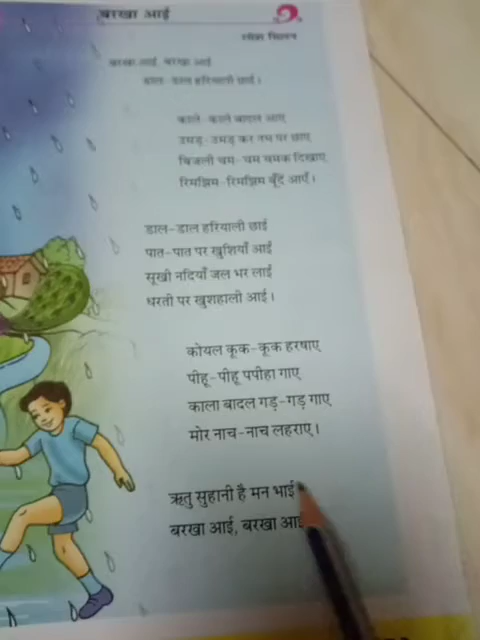 बरखा आई
बरखा आई, बरखा आई
डाल-डाल हरियाली छाई।
काले-काले बादल आए
उमड़-उमड़ कर नभ पर छाए
बिजली चम-चम चमक दिखाए
रिमझिम-रिमझिम बूँदें आएँ।
डाल-डाल हरियाली छाई
पात-पात पर खुशियाँ आईं
सूखी नदियाँ जल भर लाईं
धरती पर खुशहाली आई।
कोयल कूक-कूक हरषाए
पीहू-पीहू पपीहा गाए
काला बादल गड़-गड़ गाए
मोर नाच-नाच लहराए।
ऋतु सुहानी है मन भाई
बरखा आई, बरखा आई